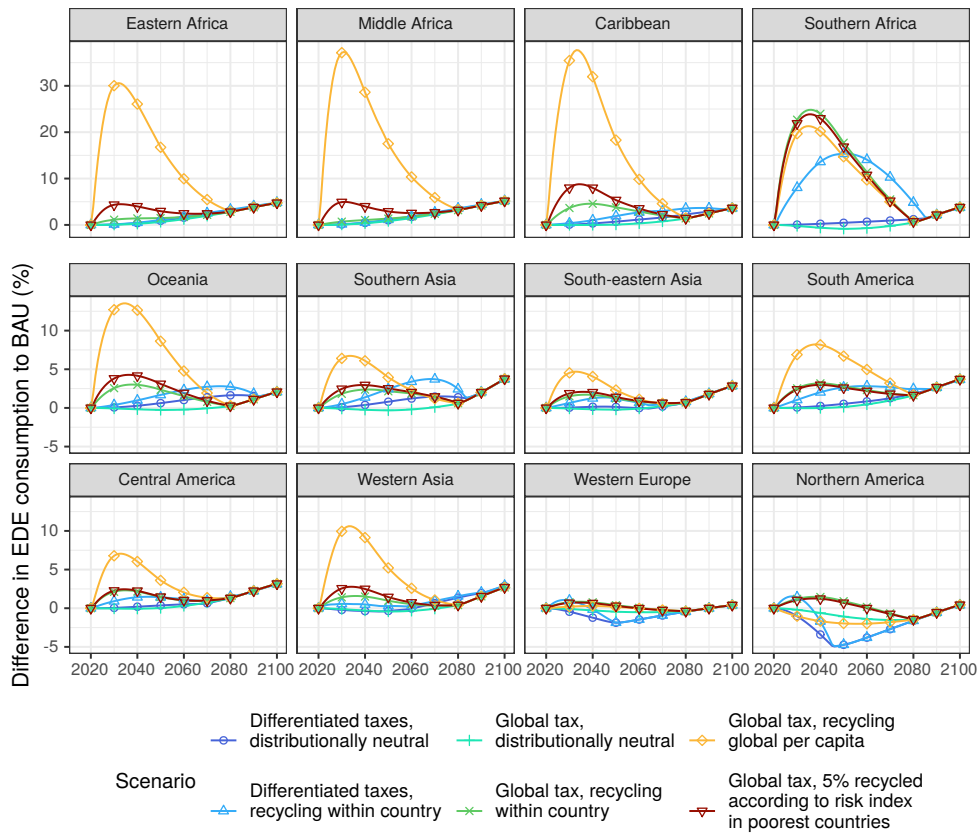 Eastern Africa
Middle Africa
Caribbean
Southern Africa
30
20
10
0
Oceania
Southern Asia
South-eastern Asia
South America
10
5
0
-5
Central America
Western Asia
Western Europe
Northern America
10
5
0
-5
2020 2040 2060 2080 2100
2020 2040 2060 2080 2100
2020 2040 2060 2080 2100
2020 2040 2060 2080 2100
Difference in EDE consumption to BAU (%)
Scenario
Differentiated taxes,
distributionally neutral
Differentiated taxes,
recycling within country
Global tax,
distributionally neutral
Global tax, recycling
within country
Global tax, recycling
global per capita
Global tax, 5% recycled
according to risk index
in poorest countries